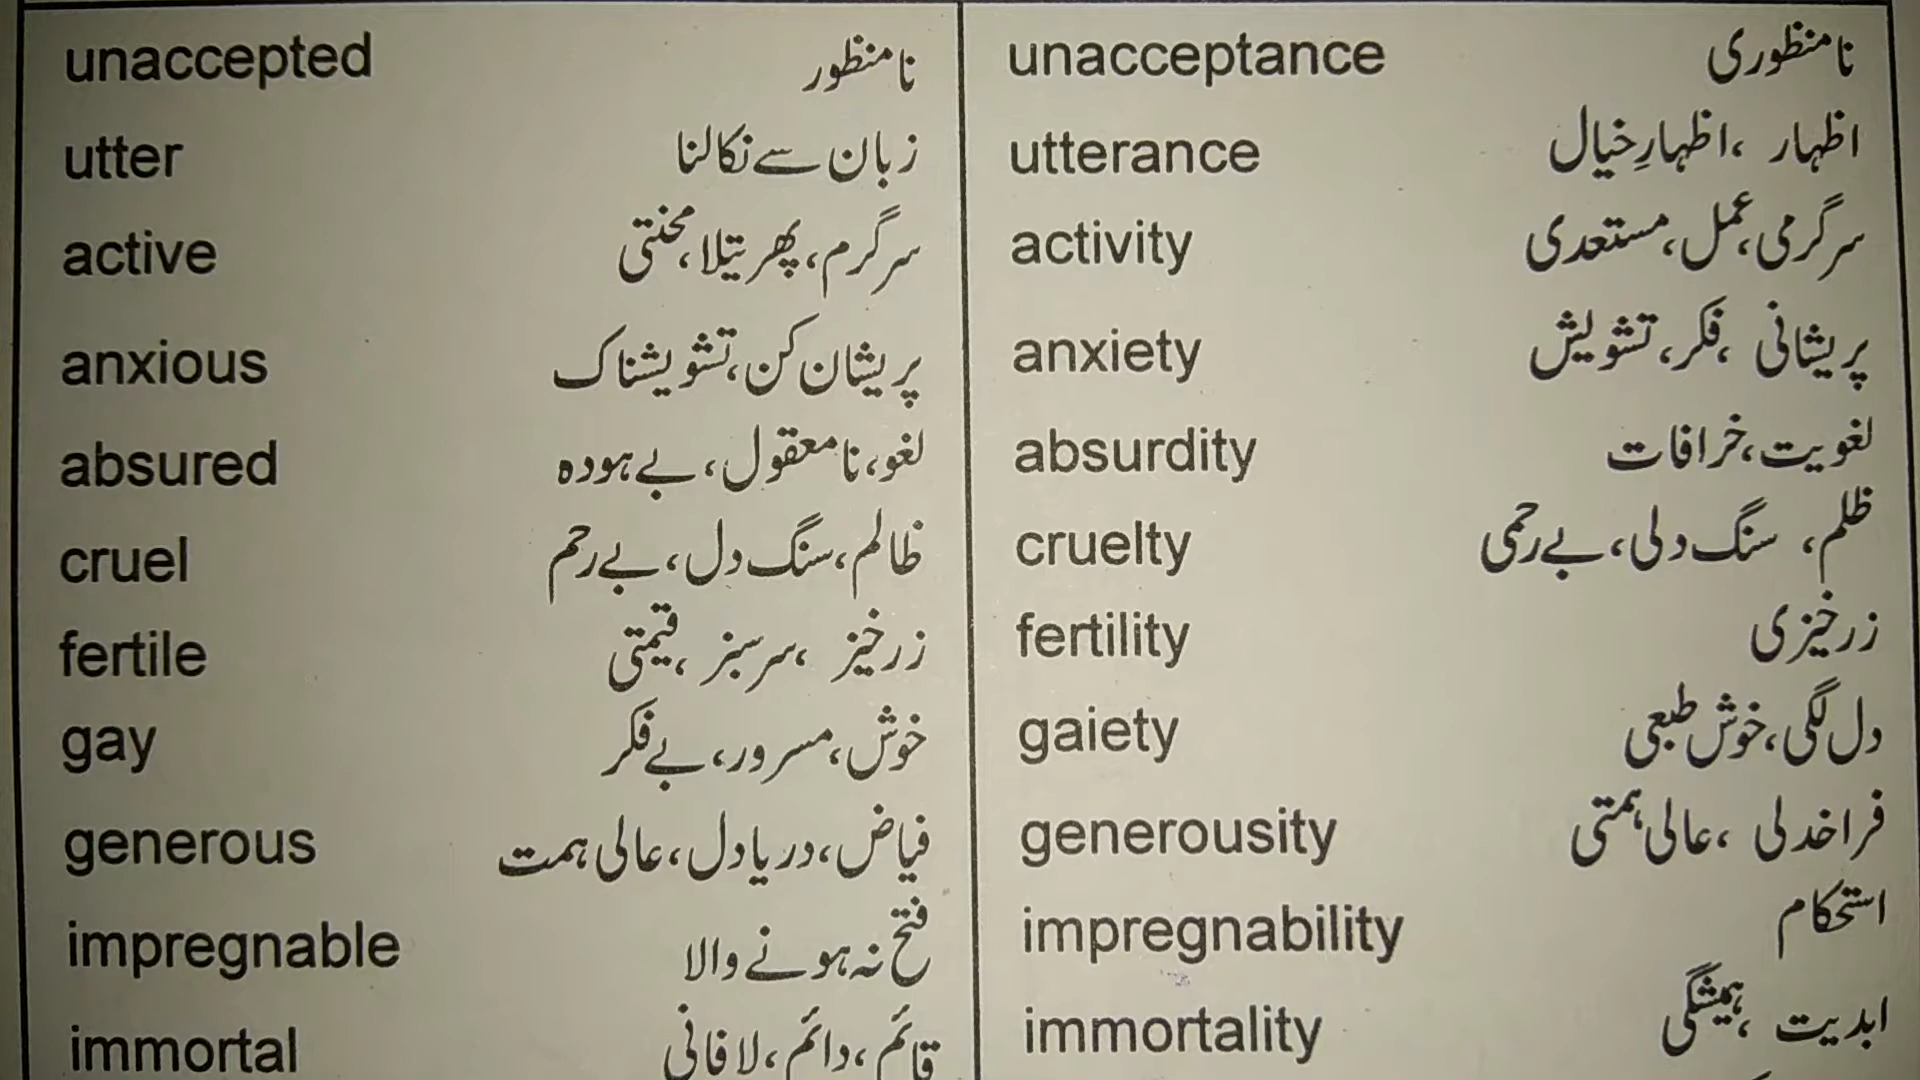 unaccepted نامنظور unacceptance نامنظوری
utter زبان سے نکالنا utterance اظہار ، اظہارِ خیال
active سرگرم، پھرتیلا، محنتی activity سرگرمی، عمل، مستعدی
anxious پریشان کن، تشویشناک anxiety پریشانی ، فکر، تشویش
absured لغو، نامعقول، بے ہودہ absurdity لغویت، خرافات
cruel ظالم، سنگ دل، بے رحم cruelty ظلم، سنگ دلی، بے رحمی
fertile زرخیز ، سرسبز ، قیمتی fertility زرخیزی
gay خوش، مسرور، بے فکر gaiety دل لگی، خوش طبعی
generous فیاض، دریا دل، عالی ہمت generousity فراخدلی ، عالی ہمتی
impregnable فتح نہ ہونے والا impregnability استحکام
immortal قائم، دائم، لافانی immortality ابدیت ، ہمیشگی